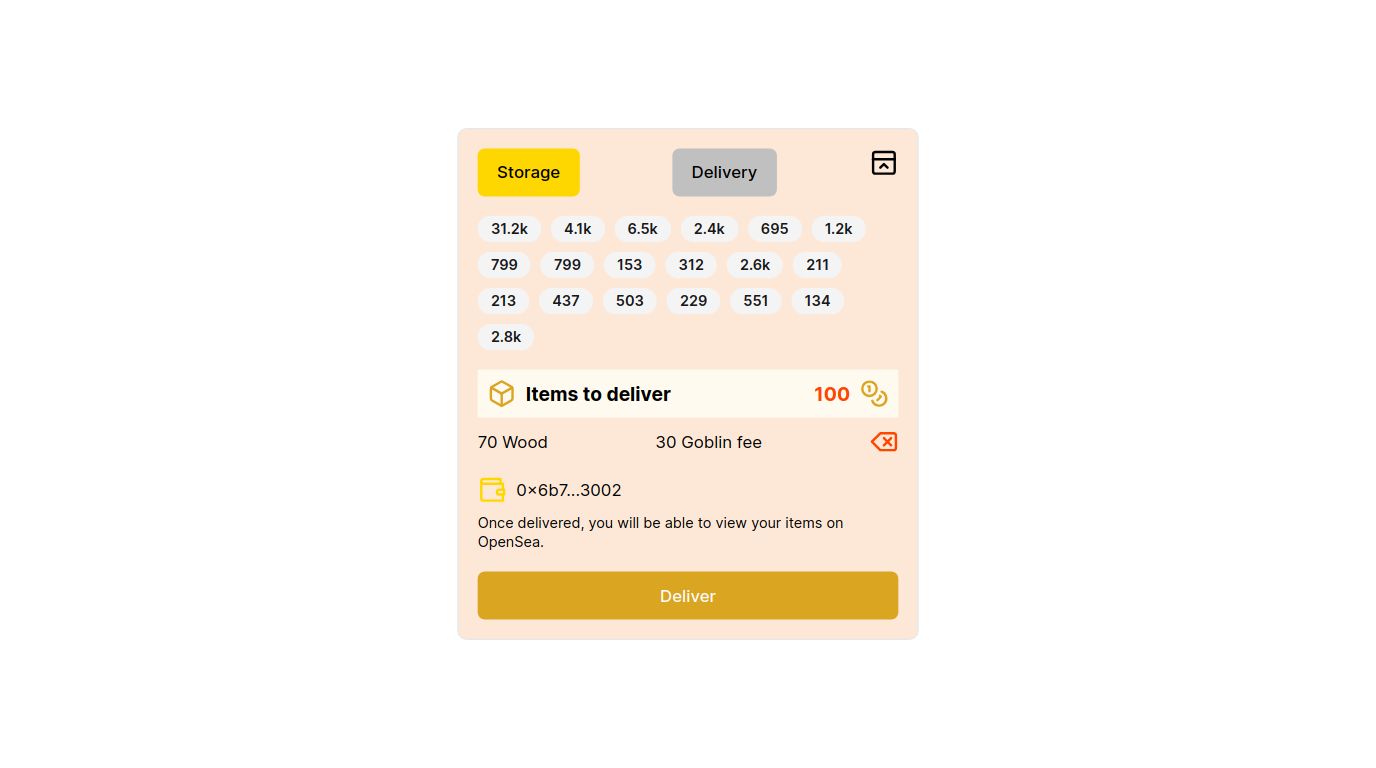 Storage Delivery
31.2k 4.1k 6.5k 2.4k 695 1.2k
799 799 153 312 2.6k 211
213 437 503 229 551 134
2.8k
Items to deliver 100
70 Wood 30 Goblin fee
0×6b7...3002
Once delivered, you will be able to view your items on
OpenSea.
Deliver